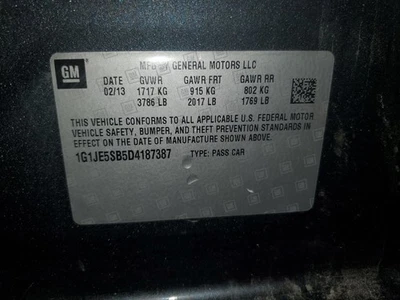 GM
MFD BY GENERAL MOTORS LLC
DATE GVWR GAWR FRT GAWR RR
02/13 1717 KG 915 KG 802 KG
3786 LB 2017 LB 1769 LB
THIS VEHICLE CONFORMS TO ALL APPLICABLE U.S. FEDERAL MOTOR
VEHICLE SAFETY, BUMPER, AND THEFT PREVENTION STANDARDS IN
EFFECT ON THE DATE OF MANUFACTURE SHOWN ABOVE.
1G1JE5SB5D4187387 TYPE: PASS CAR